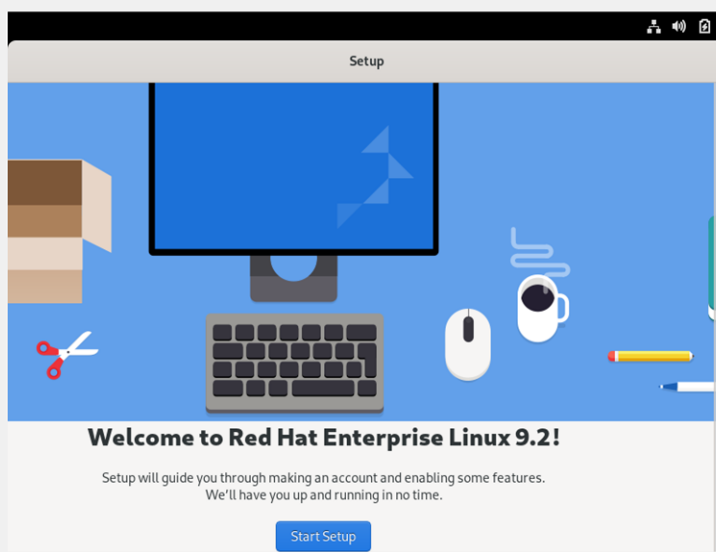 Setup
Welcome to Red Hat Enterprise Linux 9.2!
Setup will guide you through making an account and enabling some features.
We'll have you up and running in no time.
Start Setup